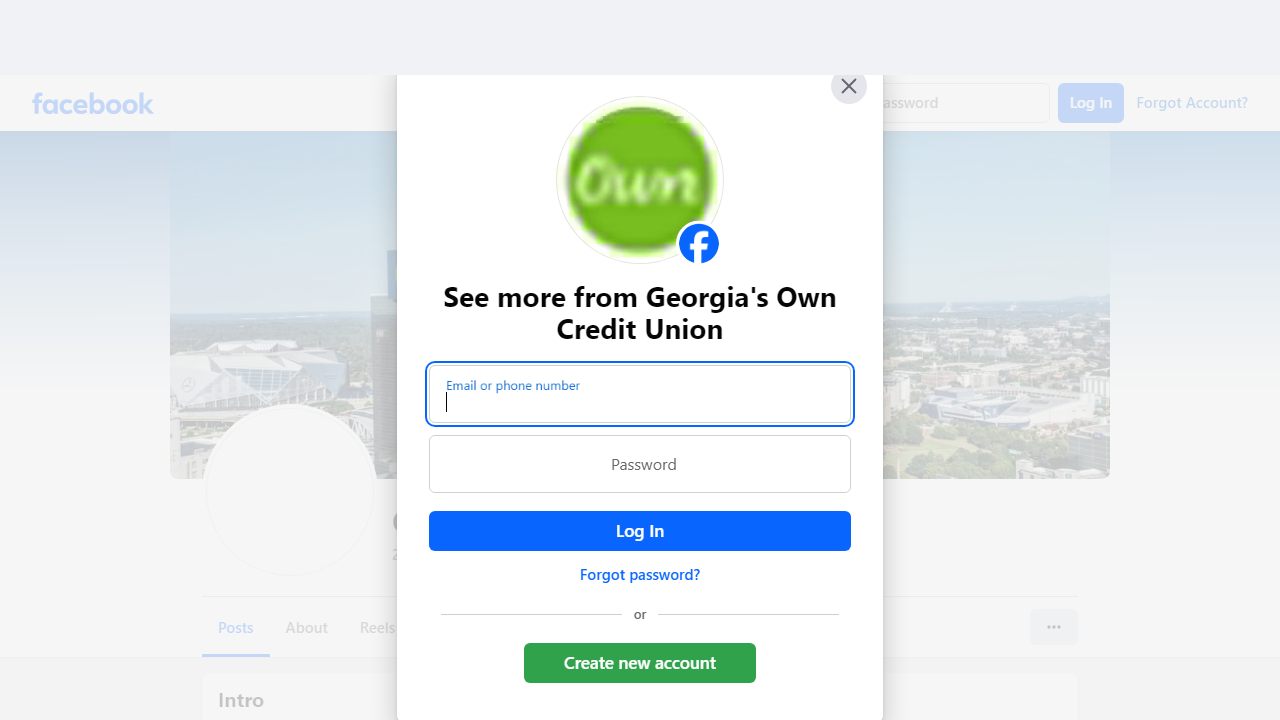 facebook
assword
Log In
Forgot Account?
Own
See more from Georgia's Own
Credit Union
Email or phone number
Password
Log In
Forgot password?
or
Create new account
Posts
About
Reels
Intro